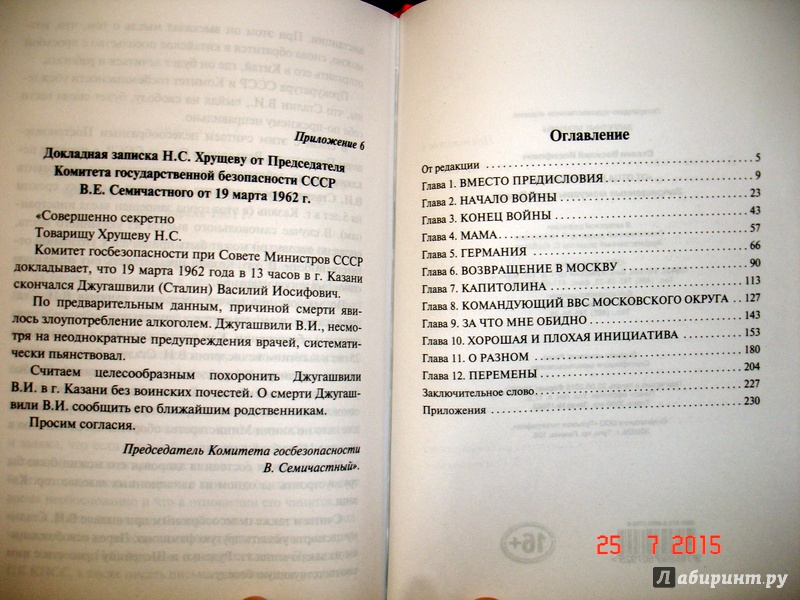 Приложение 6
Докладная записка Н.С. Хрущеву от Председателя
Комитета государственной безопасности СССР
В.Е. Семичастного от 19 марта 1962 г.
«Совершенно секретно
Товарищу Хрущеву Н.С.
Комитет госбезопасности при Совете Министров СССР
докладывает, что 19 марта 1962 года в 13 часов в г. Казани
скончался Джугашвили (Сталин) Василий Иосифович.
По предварительным данным, причиной смерти яви-
лось злоупотребление алкоголем. Джугашвили В.И., несмо-
тря на неоднократные предупреждения врачей, системати-
чески пьянствовал.
Считаем целесообразным похоронить Джугашвили
В.И. в г. Казани без воинских почестей. О смерти Джугаш-
вили В.И. сообщить его ближайшим родственникам.
Просим согласия.
Председатель Комитета госбезопасности
В. Семичастный».
Оглавление
От редакции 5
Глава 1. ВМЕСТО ПРЕДИСЛОВИЯ 9
Глава 2. НАЧАЛО ВОЙНЫ 23
Глава 3. КОНЕЦ ВОЙНЫ 43
Глава 4. МАМА 57
Глава 5. ГЕРМАНИЯ 66
Глава 6. ВОЗВРАЩЕНИЕ В МОСКВУ 90
Глава 7. КАПИТОЛИНА 113
Глава 8. КОМАНДУЮЩИЙ ВВС МОСКОВСКОГО ОКРУГА 127
Глава 9. ЗА ЧТО МНЕ ОБИДНО 143
Глава 10. ХОРОШАЯ И ПЛОХАЯ ИНИЦИАТИВА 153
Глава 11. О РАЗНОМ 180
Глава 12. ПЕРЕМЕНЫ 204
Заключительное слово 227
Приложения 230
16+
25 7 2015
Лабиринт.ру